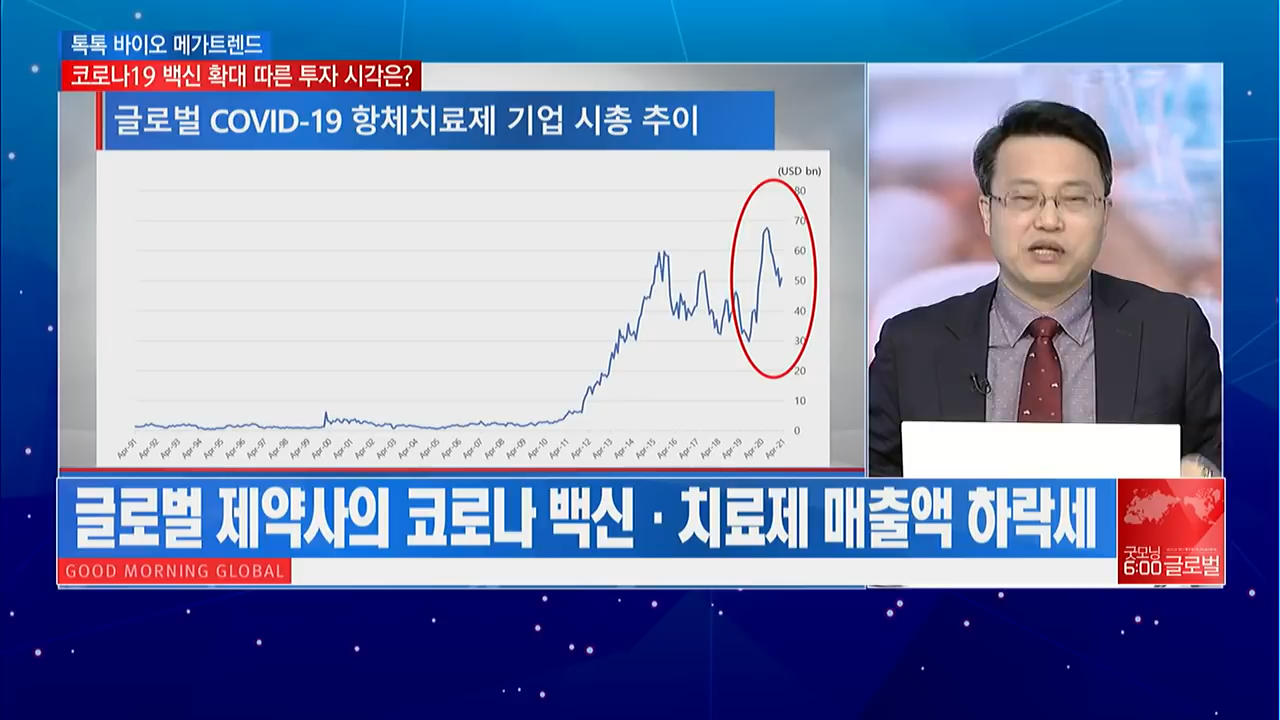 톡톡 바이오 메가트렌드
코로나19 백신 확대 따른 투자 시각은?
글로벌 COVID-19 항체치료제 기업 시총 추이
(USD bn)
80
70
60
50
40
30
20
10
0
Apr-91 Apr-92 Apr-93 Apr-94 Apr-95 Apr-96 Apr-97 Apr-98 Apr-99 Apr-00 Apr-01 Apr-02 Apr-03 Apr-04 Apr-05 Apr-06 Apr-07 Apr-08 Apr-09 Apr-10 Apr-11 Apr-12 Apr-13 Apr-14 Apr-15 Apr-16 Apr-17 Apr-18 Apr-19 Apr-20 Apr-21
글로벌 제약사의 코로나 백신 · 치료제 매출액 하락세
GOOD MORNING GLOBAL
굿모닝
6:00 글로벌